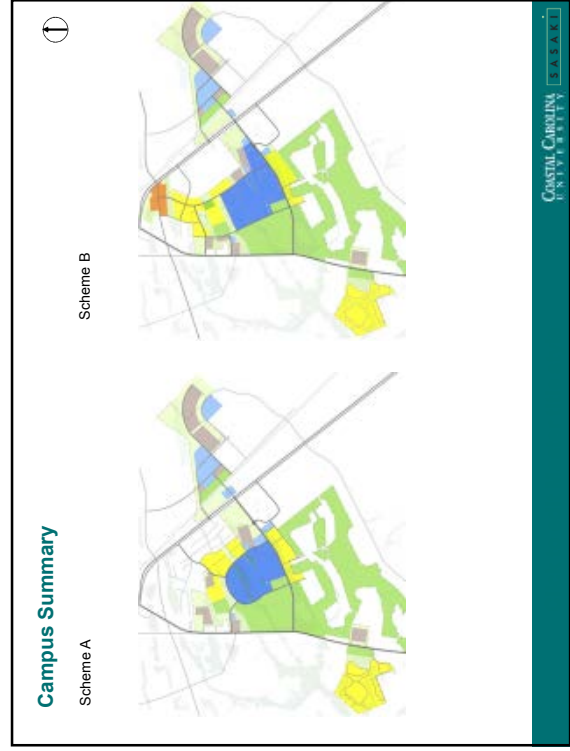 Campus Summary
Scheme A
Scheme B
COASTAL CAROLINA
UNIVERSITY
SASAKI